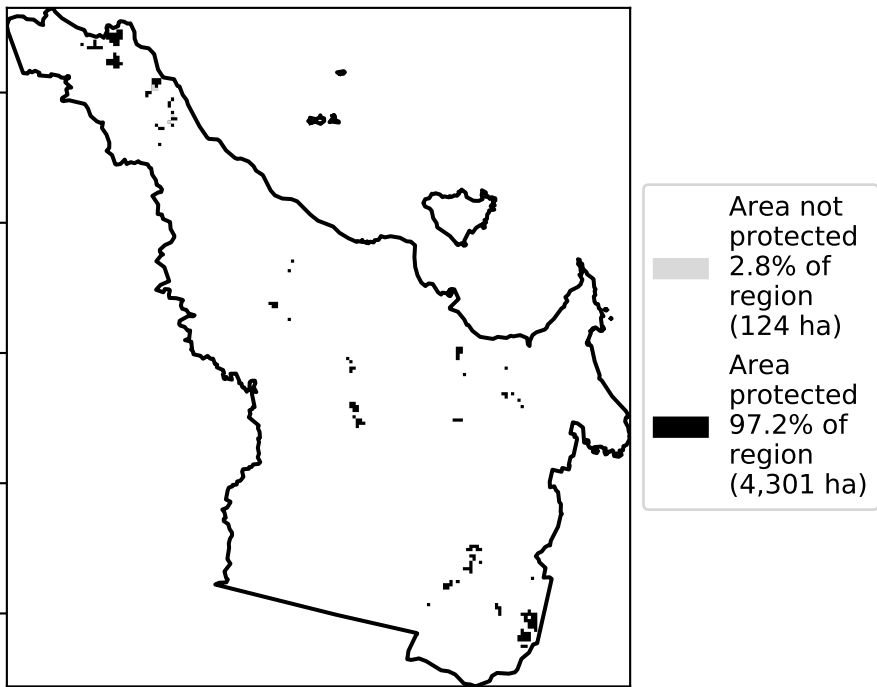 Area not
protected
2.8% of
region
(124 ha)
Area
protected
97.2% of
region
(4,301 ha)